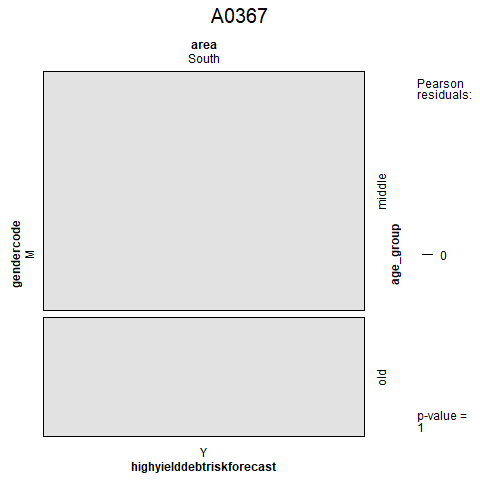 A0367
area
South
Pearson
residuals:
middle
gendercode
M
age_group
0
old
p-value =
1
Y
highyielddebtriskforecast